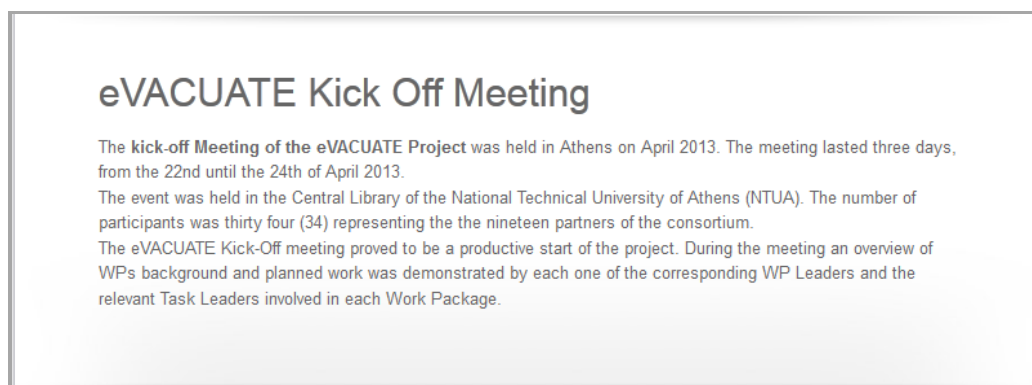 eVACUATE Kick Off Meeting
The kick-off Meeting of the eVACUATE Project was held in Athens on April 2013. The meeting lasted three days,
from the 22nd until the 24th of April 2013.
The event was held in the Central Library of the National Technical University of Athens (NTUA). The number of
participants was thirty four (34) representing the the nineteen partners of the consortium.
The eVACUATE Kick-Off meeting proved to be a productive start of the project. During the meeting an overview of
WPs background and planned work was demonstrated by each one of the corresponding WP Leaders and the
relevant Task Leaders involved in each Work Package.